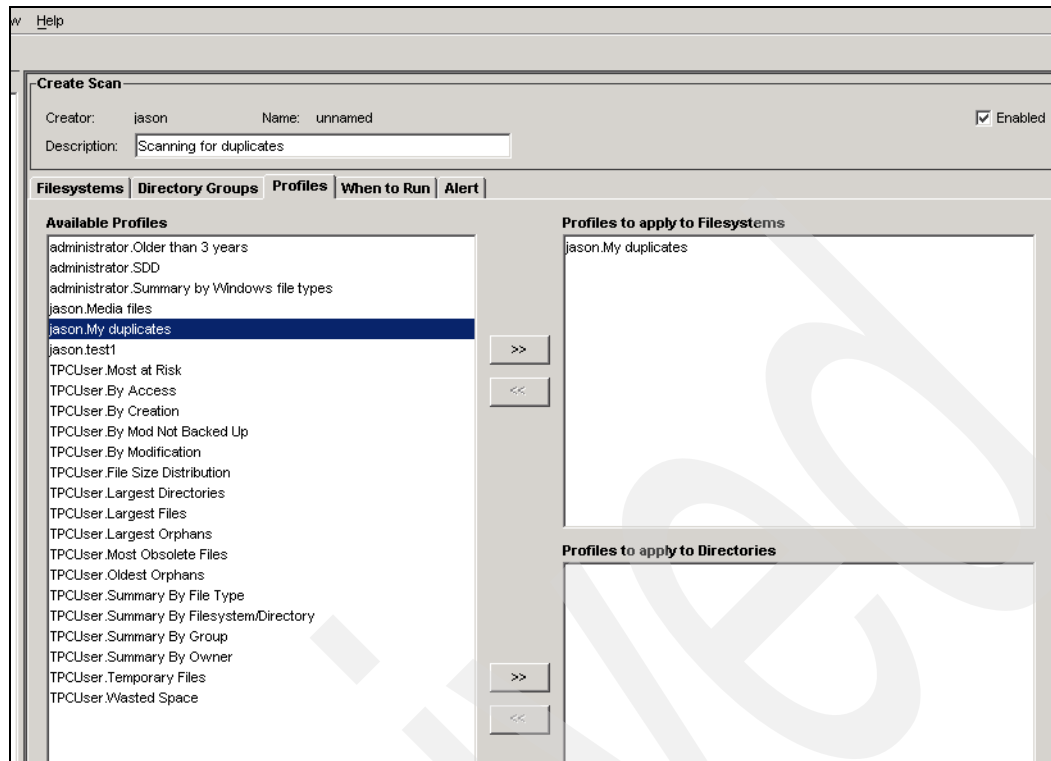 w Help
Create Scan
Creator: jason Name: unnamed Enabled
Description: Scanning for duplicates
Filesystems Directory Groups Profiles When to Run Alert
Available Profiles
administrator.Older than 3 years
administrator.SDD
administrator.Summary by Windows file types
jason.Media files
jason.My duplicates
jason.test1
TPCUser.Most at Risk
TPCUser.By Access
TPCUser.By Creation
TPCUser.By Mod Not Backed Up
TPCUser.By Modification
TPCUser.File Size Distribution
TPCUser.Largest Directories
TPCUser.Largest Files
TPCUser.Largest Orphans
TPCUser.Most Obsolete Files
TPCUser.Oldest Orphans
TPCUser.Summary By File Type
TPCUser.Summary By Filesystem/Directory
TPCUser.Summary By Group
TPCUser.Summary By Owner
TPCUser.Temporary Files
TPCUser.Wasted Space
>>
<<
>>
<<
Profiles to apply to Filesystems
jason.My duplicates
Profiles to apply to Directories